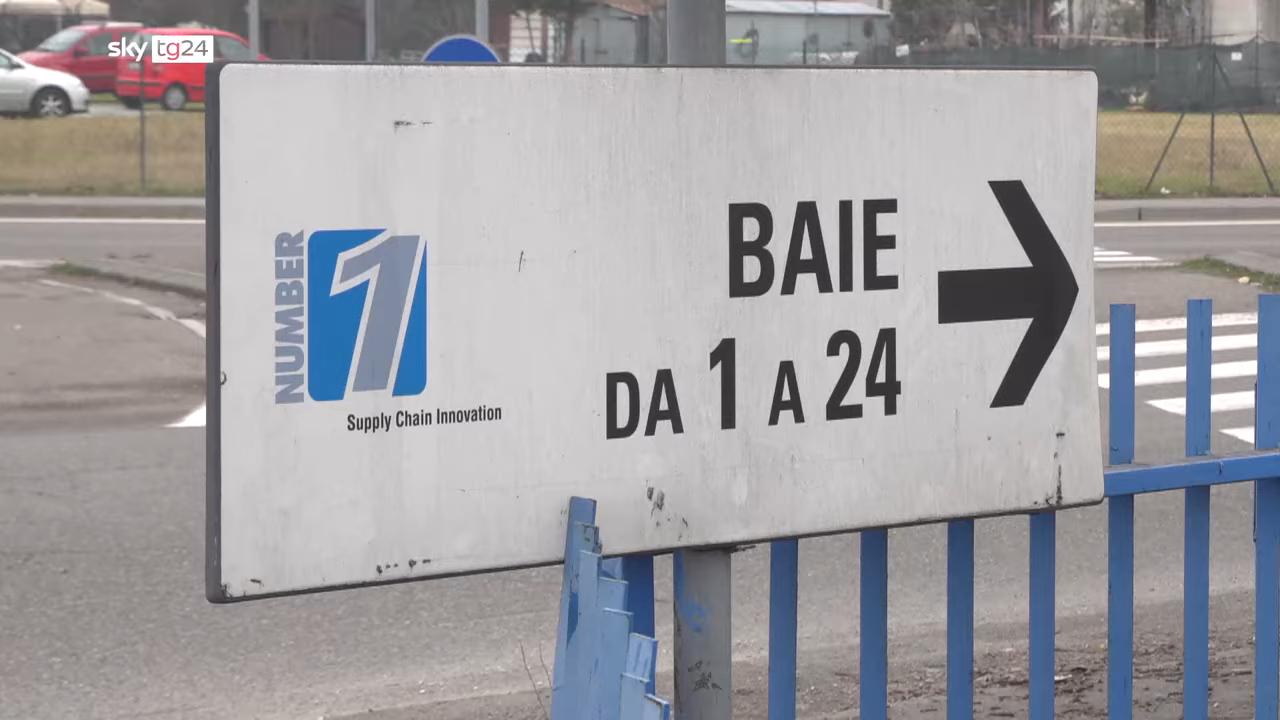 sky tg24
NUMBER
1
Supply Chain Innovation
BAIE
DA 1 A 24